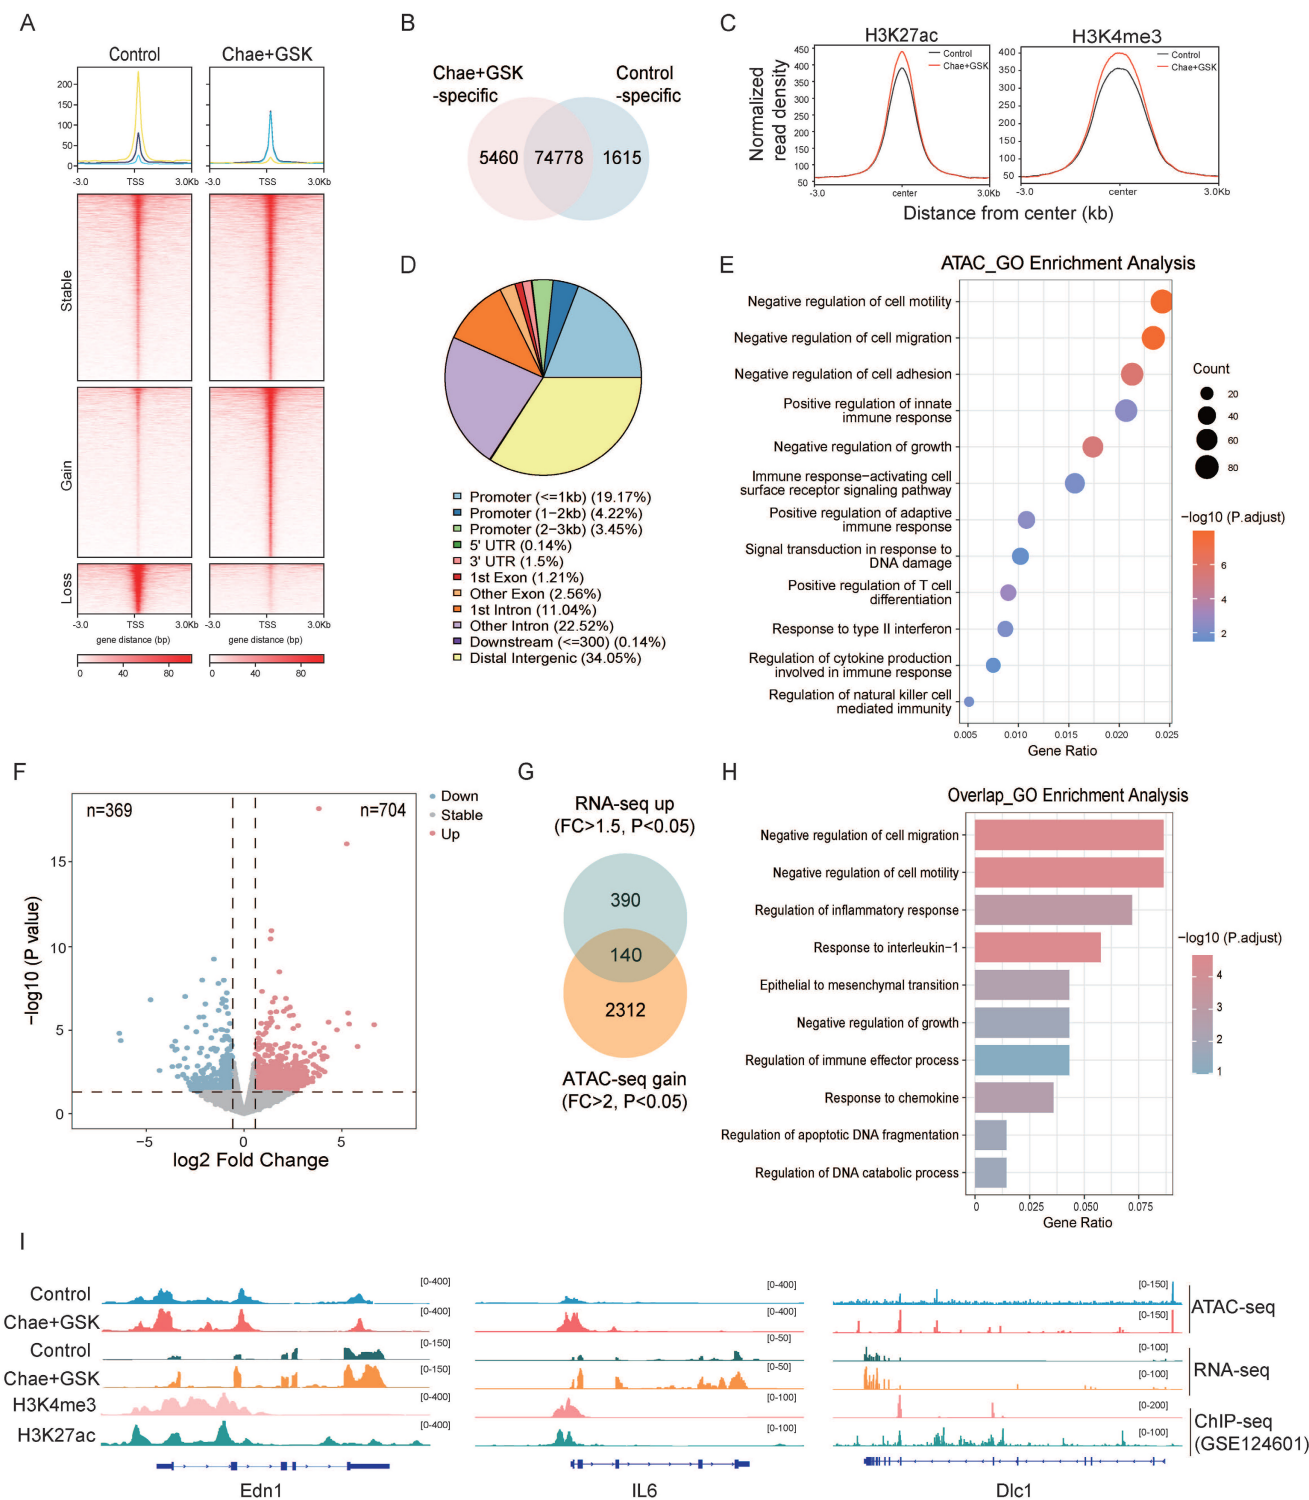 A
Control
Chae+GSK
200
150
100
50
0
-3.0 TSS 3.0Kb
-3.0 TSS 3.0Kb
Stable
Gain
Loss
-3.0 TSS 3.0Kb
-3.0 TSS 3.0Kb
gene distance (bp)
gene distance (bp)
0 40 80
0 40 80
B
Chae+GSK
-specific
Control
-specific
5460
74778
1615
C
H3K27ac
H3K4me3
Control
Chae+GSK
Control
Chae+GSK
Normalized
read density
450
400
350
300
250
200
150
100
50
400
350
300
250
200
150
100
50
-3.0 center 3.0Kb
-3.0 center 3.0Kb
Distance from center (kb)
D
Promoter (<=1kb) (19.17%)
Promoter (1-2kb) (4.22%)
Promoter (2-3kb) (3.45%)
5' UTR (0.14%)
3' UTR (1.5%)
1st Exon (1.21%)
Other Exon (2.56%)
1st Intron (11.04%)
Other Intron (22.52%)
Downstream (<=300) (0.14%)
Distal Intergenic (34.05%)
E
ATAC_GO Enrichment Analysis
Negative regulation of cell motility
Negative regulation of cell migration
Negative regulation of cell adhesion
Positive regulation of innate
immune response
Negative regulation of growth
Immune response−activating cell
surface receptor signaling pathway
Positive regulation of adaptive
immune response
Signal transduction in response to
DNA damage
Positive regulation of T cell
differentiation
Response to type II interferon
Regulation of cytokine production
involved in immune response
Regulation of natural killer cell
mediated immunity
0.005 0.010 0.015 0.020 0.025
Gene Ratio
Count
20
40
60
80
−log10 (P.adjust)
6
4
2
F
n=369
n=704
Down
Stable
Up
−log10 (P value)
15
10
5
0
−5 0 5
log2 Fold Change
G
RNA-seq up
(FC>1.5, P<0.05)
390
140
2312
ATAC-seq gain
(FC>2, P<0.05)
H
Overlap_GO Enrichment Analysis
Negative regulation of cell migration
Negative regulation of cell motility
Regulation of inflammatory response
Response to interleukin−1
Epithelial to mesenchymal transition
Negative regulation of growth
Regulation of immune effector process
Response to chemokine
Regulation of apoptotic DNA fragmentation
Regulation of DNA catabolic process
0 0.025 0.050 0.075
Gene Ratio
−log10 (P.adjust)
4
3
2
1
I
Control [0-400] [0-400] [0-150]
Chae+GSK [0-400] [0-400] [0-150]
ATAC-seq
Control [0-150] [0-50] [0-100]
Chae+GSK [0-150] [0-50] [0-100]
RNA-seq
H3K4me3 [0-400] [0-100] [0-200]
H3K27ac [0-400] [0-100] [0-100]
ChIP-seq
(GSE124601)
Edn1
IL6
Dlc1